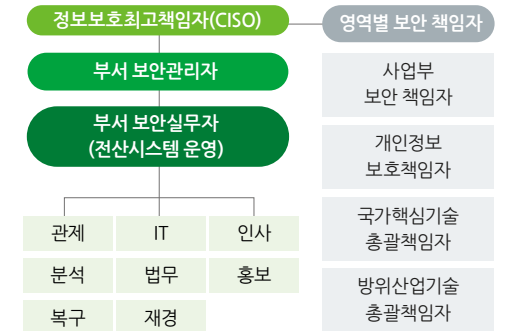 정보보호최고책임자(CISO)
부서 보안관리자
부서 보안실무자
(전산시스템 운영)
관제 IT 인사
분석 법무 홍보
복구 재경
영역별 보안 책임자
사업부
보안 책임자
개인정보
보호책임자
국가핵심기술
총괄책임자
방위산업기술
총괄책임자